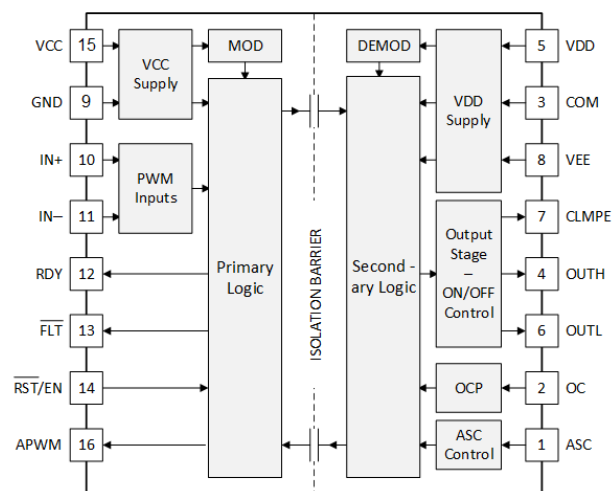 VCC 15 MOD DEMOD 5 VDD
VCC
Supply
VDD
Supply
GND 9 3 COM
IN+ 10 8 VEE
PWM
Inputs
IN– 11 7 CLMPE
Output
Stage
–
ON/OFF
Control
RDY 12 4 OUTH
Primary
Logic
Second -
ary Logic
ISOLATION BARRIER
FLT 13 6 OUTL
RST/EN 14 OCP 2 OC
APWM 16 1 ASC
ASC
Control